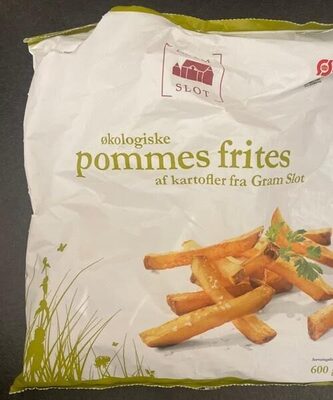 SLOT
Ø
økologiske
pommes frites
af kartofler fra Gram Slot
600